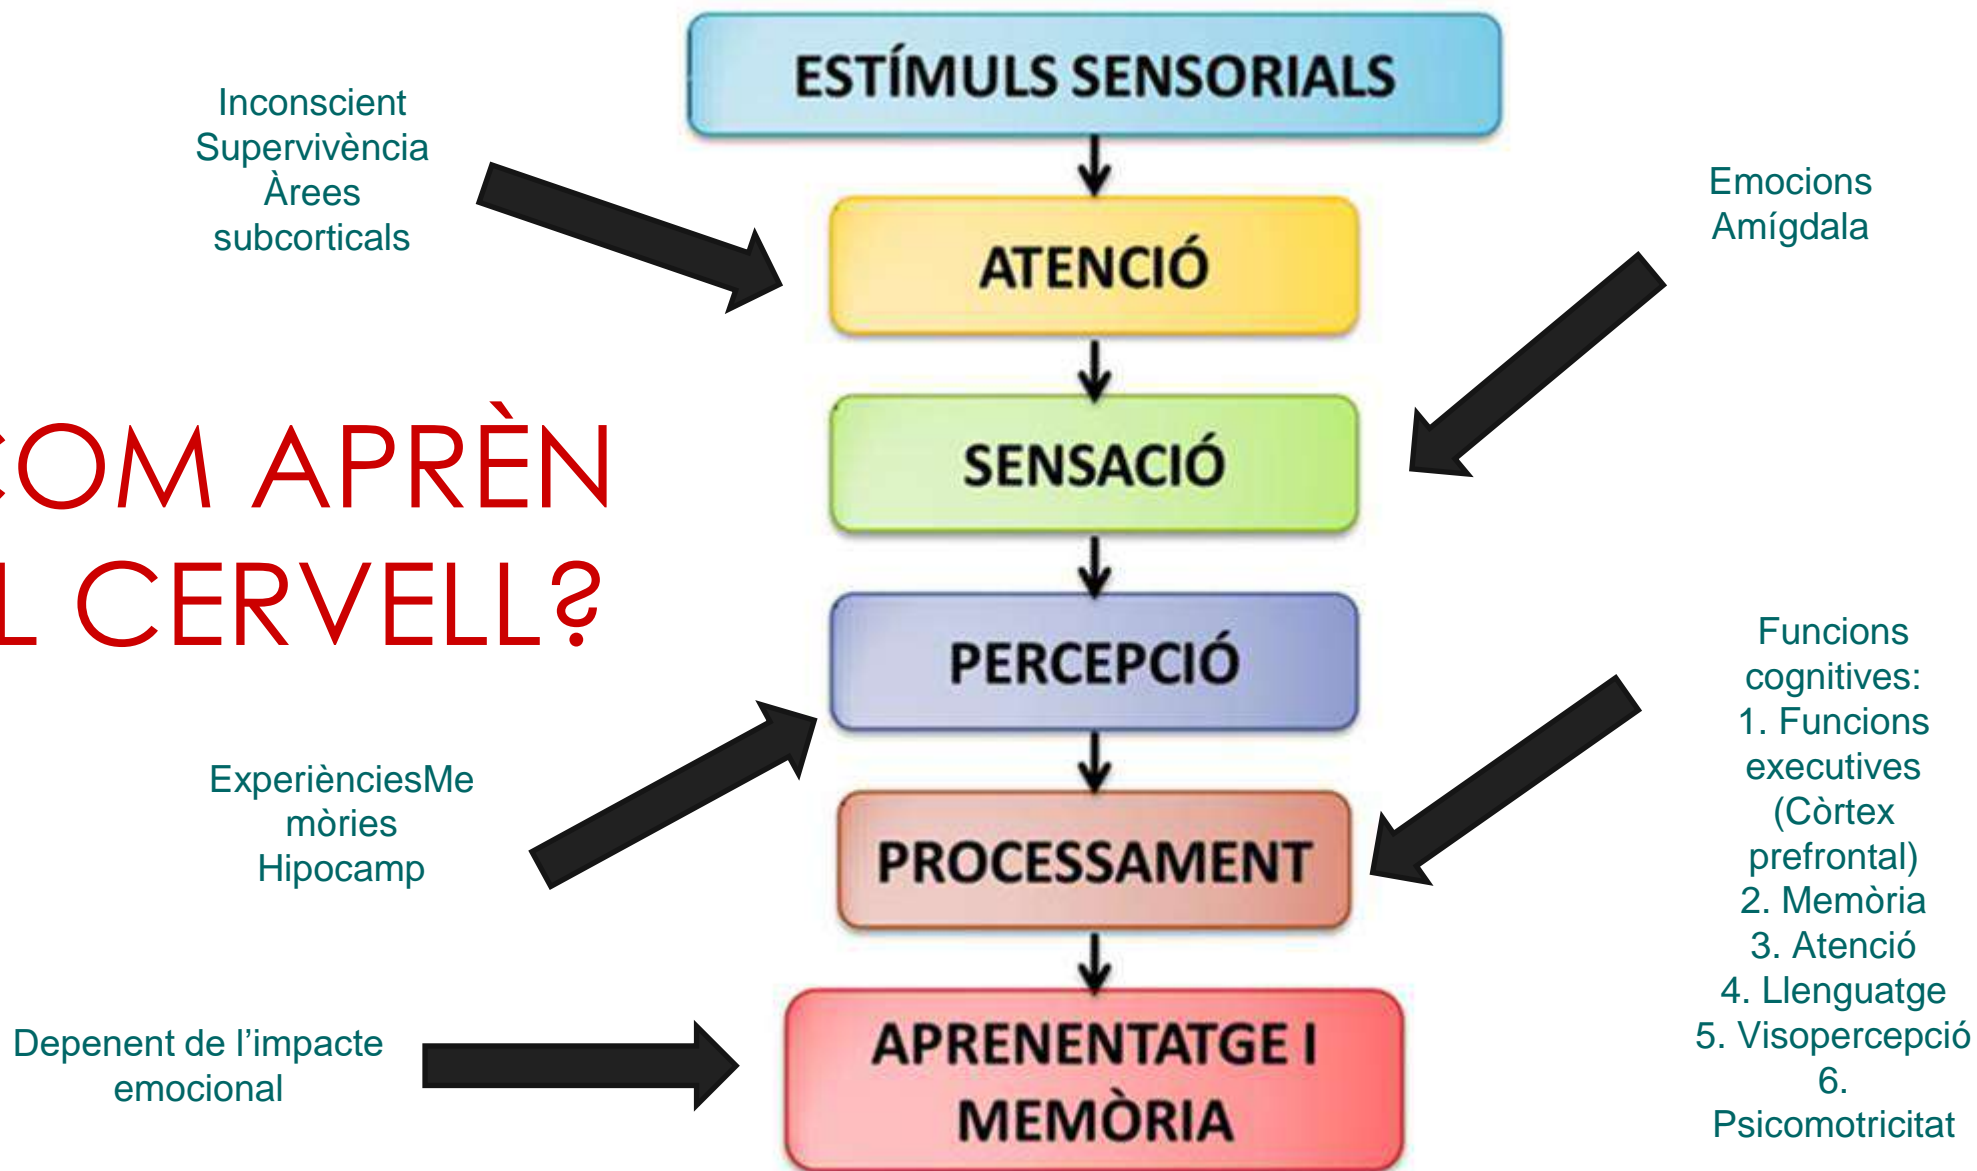 ESTÍMULS SENSORIALS
Inconscient
Supervivència
Àrees
subcorticals
ATENCIÓ
Emocions
Amígdala
SENSACIÓ
COM APRÈN
L CERVELL?
PERCEPCIÓ
ExperiènciesMe
mòries
Hipocamp
PROCESSAMENT
Funcions
cognitives:
1. Funcions
executives
(Còrtex
prefrontal)
2. Memòria
3. Atenció
4. Llenguatge
5. Visopercepció
6.
Psicomotricitat
Depenent de l’impacte
emocional
APRENENTATGE I
MEMÒRIA